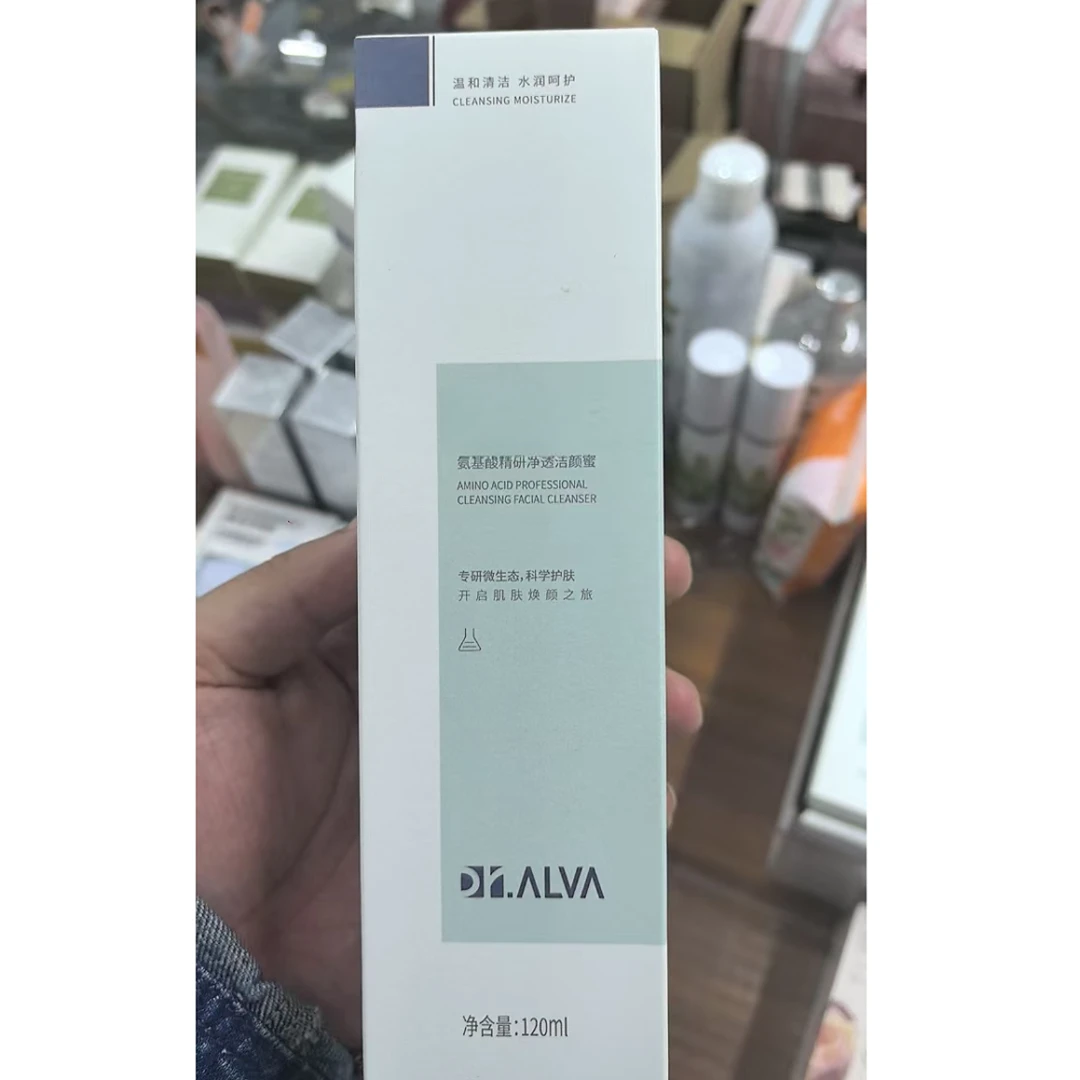 温和清洁 水润呵护
CLEANSING MOISTURIZE
氨基酸精研净透洁颜蜜
AMINO ACID PROFESSIONAL
CLEANSING FACIAL CLEANSER
专研微生态,科学护肤
开启肌肤焕颜之旅
Dr.ALVA
净含量:120ml